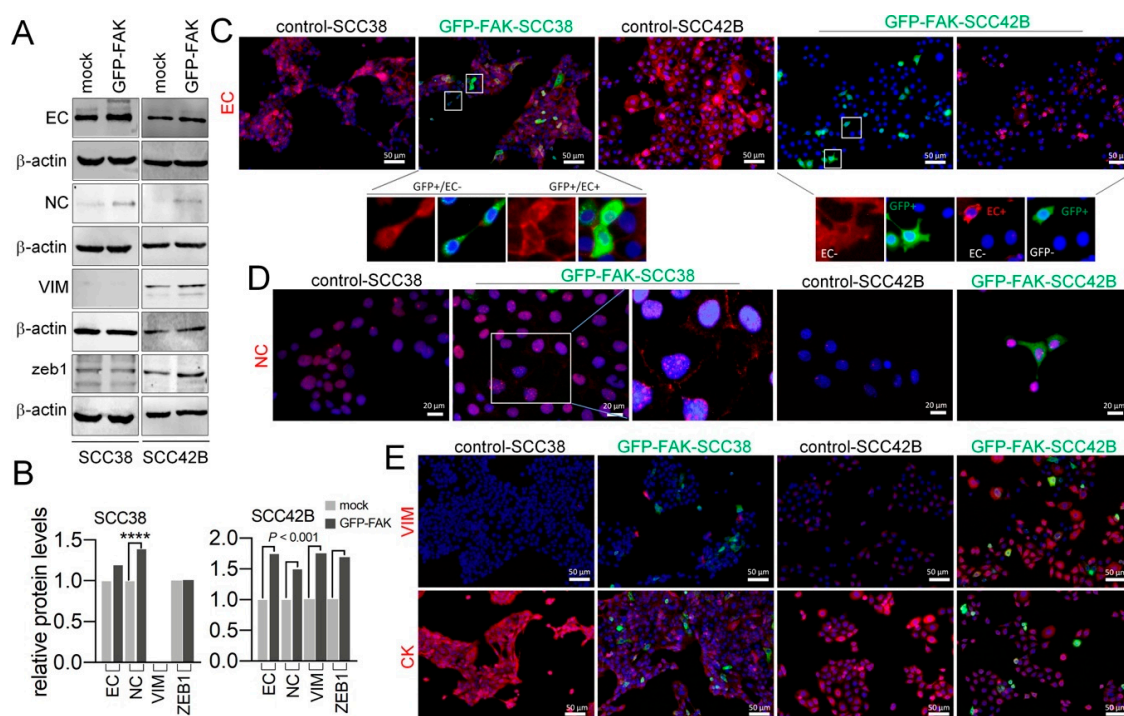 A
mock
GFP-FAK
mock
GFP-FAK
EC
β-actin
NC
β-actin
VIM
β-actin
zeb1
β-actin
SCC38
SCC42B
B
relative protein levels
SCC38
****
1.5
1.0
0.5
0.0
EC
NC
VIM
ZEB1
SCC42B
mock
GFP-FAK
P < 0.001
2.0
1.5
1.0
0.5
0.0
EC
NC
VIM
ZEB1
C
control-SCC38
GFP-FAK-SCC38
control-SCC42B
GFP-FAK-SCC42B
EC
50 µm
50 µm
50 µm
50 µm
50 µm
GFP+/EC-
GFP+/EC+
EC-
GFP+
EC+
EC-
GFP+
GFP-
D
control-SCC38
GFP-FAK-SCC38
control-SCC42B
GFP-FAK-SCC42B
NC
20 µm
20 µm
20 µm
20 µm
E
control-SCC38
GFP-FAK-SCC38
control-SCC42B
GFP-FAK-SCC42B
VIM
50 µm
50 µm
50 µm
50 µm
CK
50 µm
50 µm
50 µm
50 µm